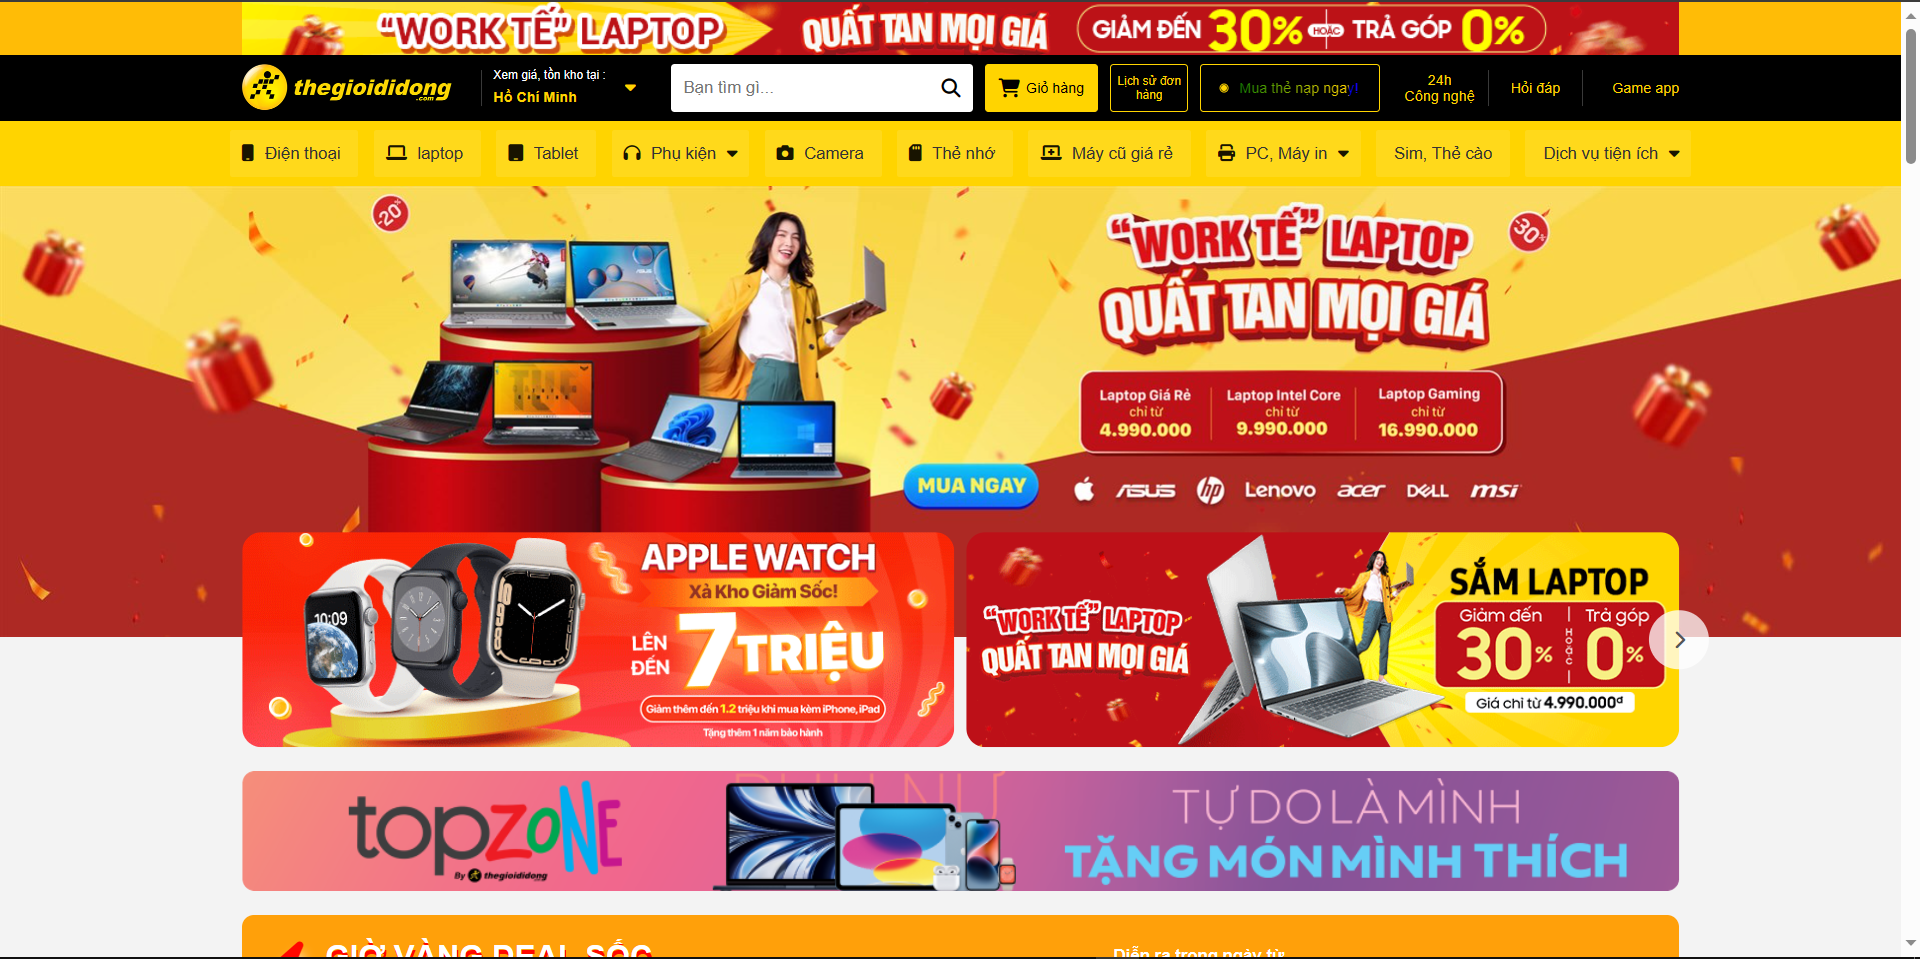 “WORK TẾ” LAPTOP QUẤT TAN MỌI GIÁ GIẢM ĐẾN 30% HOẶC TRẢ GÓP 0%
thegioididong
.com
Xem giá, tồn kho tại :
Hồ Chí Minh
Bạn tìm gì...
Giỏ hàng
Lịch sử đơn
hàng
Mua thẻ nạp ngay!
24h
Công nghệ
Hỏi đáp
Game app
Điện thoại
laptop
Tablet
Phụ kiện
Camera
Thẻ nhớ
Máy cũ giá rẻ
PC, Máy in
Sim, Thẻ cào
Dịch vụ tiện ích
-20%
“WORK TẾ” LAPTOP
QUẤT TAN MỌI GIÁ
-30%
Laptop Giá Rẻ
chỉ từ
4.990.000
Laptop Intel Core
chỉ từ
9.990.000
Laptop Gaming
chỉ từ
16.990.000
MUA NGAY
ASUS
hp
Lenovo
acer
DELL
msi
APPLE WATCH
Xả Kho Giảm Sốc!
LÊN
ĐẾN
7 TRIỆU
Giảm thêm đến 1.2 triệu khi mua kèm iPhone, iPad
Tặng thêm 1 năm bảo hành
10:09
“WORK TẾ” LAPTOP
QUẤT TAN MỌI GIÁ
SẮM LAPTOP
Giảm đến
30%
HOẶC
Trả góp
0%
Giá chỉ từ 4.990.000đ
topzone
By thegioididong
PHỤ NỮ
TỰ DO LÀ MÌNH
TẶNG MÓN MÌNH THÍCH
GIỜ VÀNG DEAL SỐC
Diễn ra trong ngày từ: